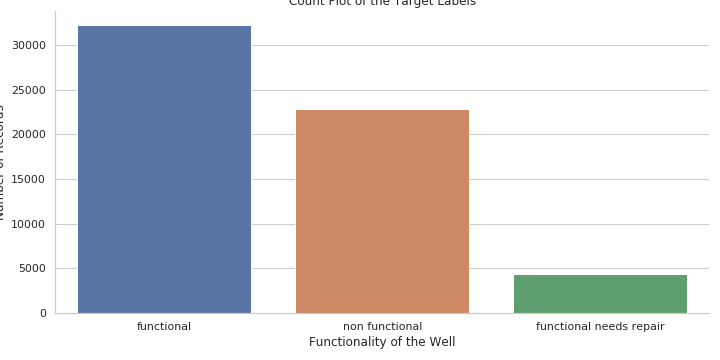 Count Plot of the Target Labels
30000
25000
20000
15000
10000
5000
0
Number of Records
functional
non functional
functional needs repair
Functionality of the Well